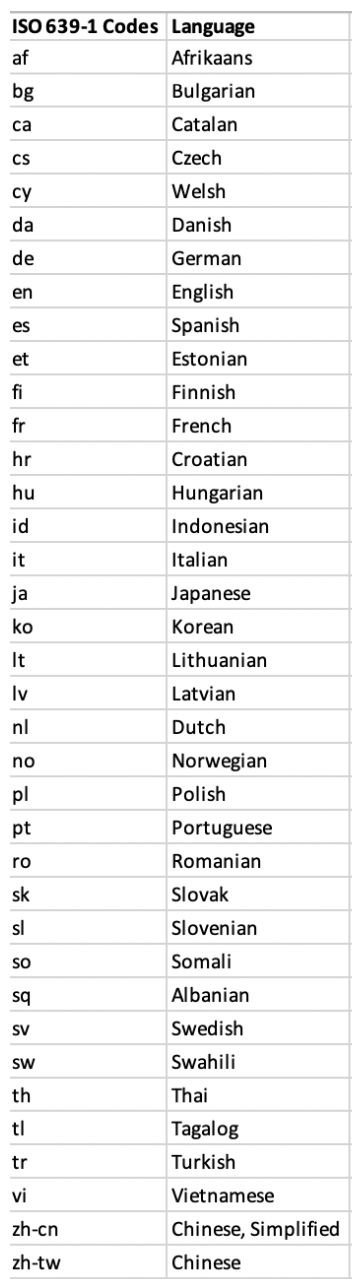 ISO 639-1 Codes Language
af Afrikaans
bg Bulgarian
ca Catalan
cs Czech
cy Welsh
da Danish
de German
en English
es Spanish
et Estonian
fi Finnish
fr French
hr Croatian
hu Hungarian
id Indonesian
it Italian
ja Japanese
ko Korean
lt Lithuanian
lv Latvian
nl Dutch
no Norwegian
pl Polish
pt Portuguese
ro Romanian
sk Slovak
sl Slovenian
so Somali
sq Albanian
sv Swedish
sw Swahili
th Thai
tl Tagalog
tr Turkish
vi Vietnamese
zh-cn Chinese, Simplified
zh-tw Chinese